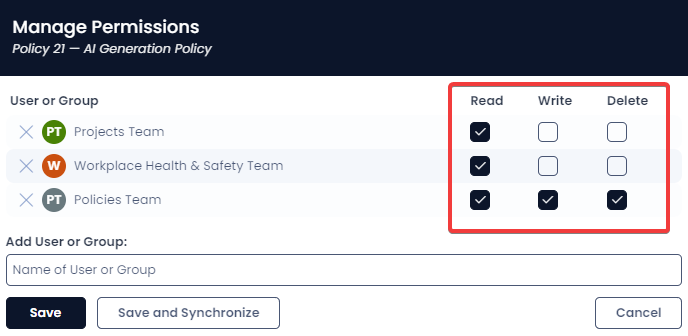 Manage Permissions
Policy 21 — AI Generation Policy
User or Group Read Write Delete
PT Projects Team
W Workplace Health & Safety Team
PT Policies Team
Add User or Group:
Name of User or Group
Save Save and Synchronize Cancel